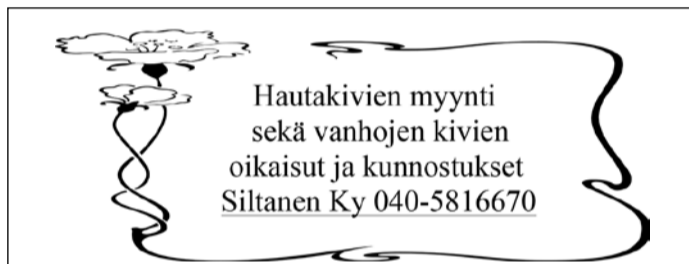 Hautakivien myynti
sekä vanhojen kivien
oikaisut ja kunnostukset
Siltanen Ky 040-5816670